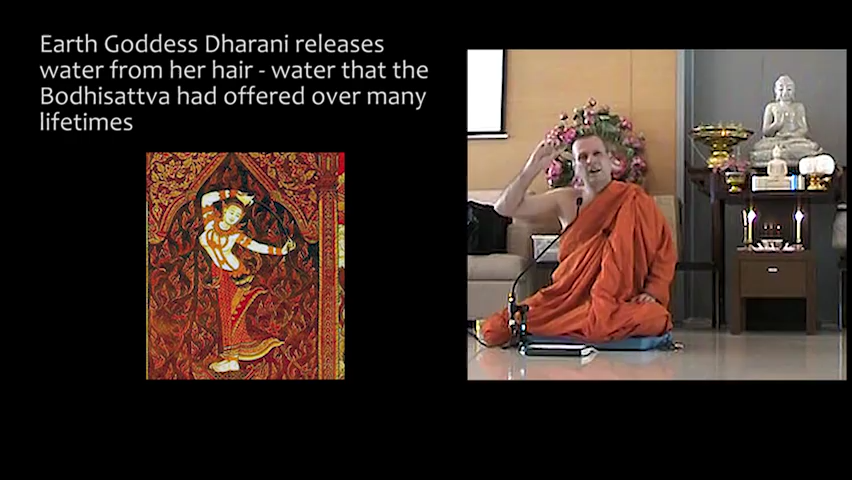 Earth Goddess Dharani releases
water from her hair - water that the
Bodhisattva had offered over many
lifetimes